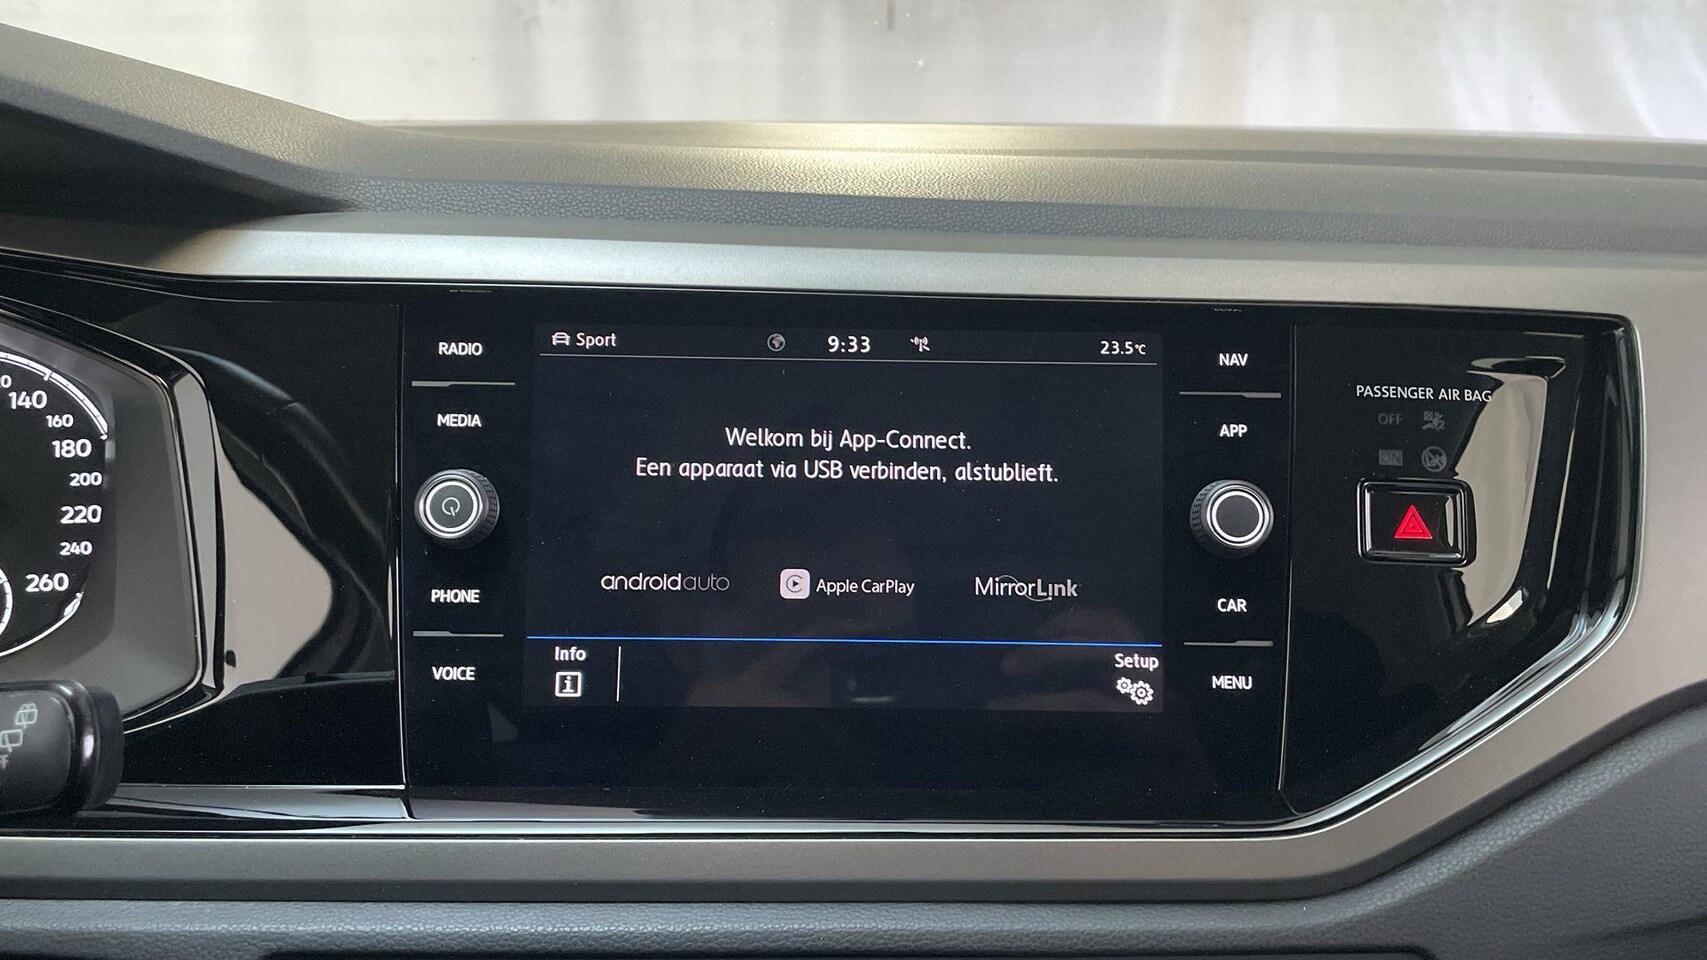 140
160
180
200
220
240
260
RADIO
MEDIA
PHONE
VOICE
Sport
9:33
23.5°C
Welkom bij App-Connect.
Een apparaat via USB verbinden, alstublieft.
androidauto
Apple CarPlay
MirrorLink
Info
i
Setup
NAV
APP
CAR
MENU
PASSENGER AIR BAG
OFF
ON